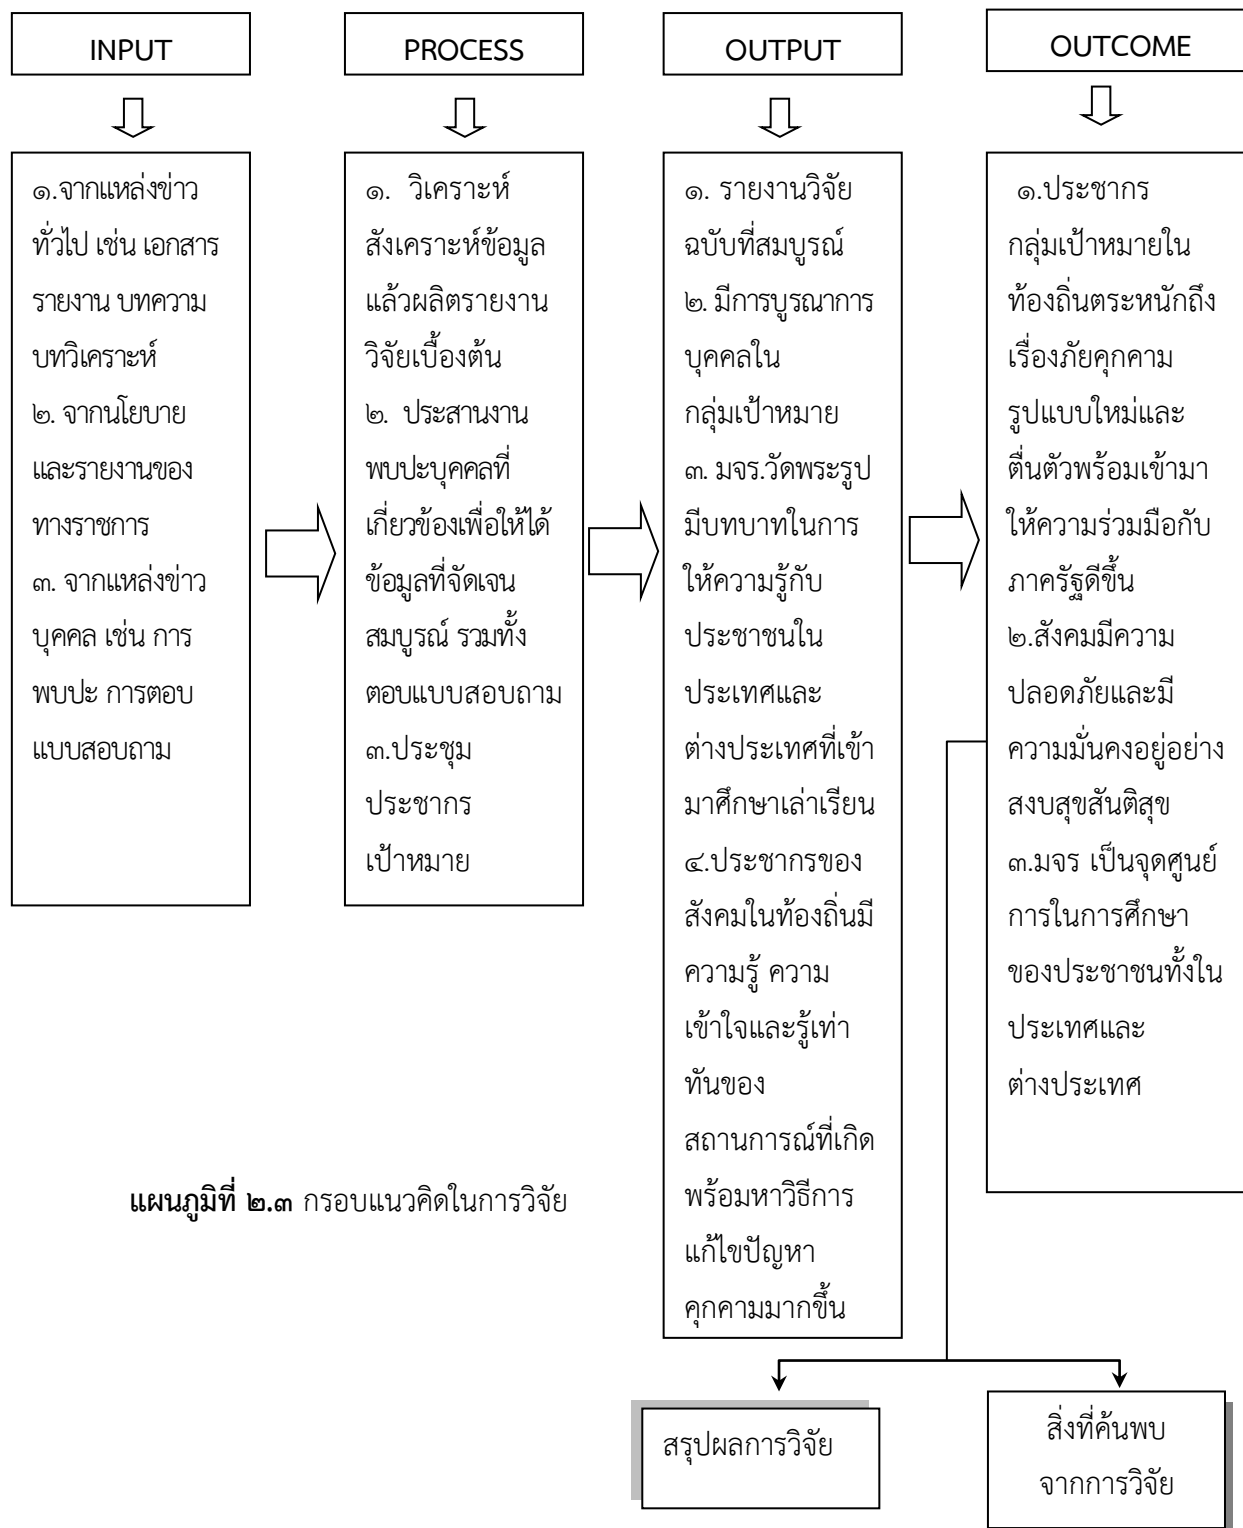 INPUT
PROCESS
OUTPUT
OUTCOME
๑.จากแหล่งข่าว
ทั่วไป เช่น เอกสาร
รายงาน บทความ
บทวิเคราะห์
๒. จากนโยบาย
และรายงานของ
ทางราชการ
๓. จากแหล่งข่าว
บุคคล เช่น การ
พบปะ การตอบ
แบบสอบถาม
๑. วิเคราะห์
สังเคราะห์ข้อมูล
แล้วผลิตรายงาน
วิจัยเบื้องต้น
๒. ประสานงาน
พบปะบุคคลที่
เกี่ยวข้องเพื่อให้ได้
ข้อมูลที่จัดเจน
สมบูรณ์ รวมทั้ง
ตอบแบบสอบถาม
๓.ประชุม
ประชากร
เป้าหมาย
๑. รายงานวิจัย
ฉบับที่สมบูรณ์
๒. มีการบูรณาการ
บุคคลใน
กลุ่มเป้าหมาย
๓. มจร.วัดพระรูป
มีบทบาทในการ
ให้ความรู้กับ
ประชาชนใน
ประเทศและ
ต่างประเทศที่เข้า
มาศึกษาเล่าเรียน
๔.ประชากรของ
สังคมในท้องถิ่นมี
ความรู้ ความ
เข้าใจและรู้เท่า
ทันของ
สถานการณ์ที่เกิด
พร้อมหาวิธีการ
แก้ไขปัญหา
คุกคามมากขึ้น
๑.ประชากร
กลุ่มเป้าหมายใน
ท้องถิ่นตระหนักถึง
เรื่องภัยคุกคาม
รูปแบบใหม่และ
ตื่นตัวพร้อมเข้ามา
ให้ความร่วมมือกับ
ภาครัฐดีขึ้น
๒.สังคมมีความ
ปลอดภัยและมี
ความมั่นคงอยู่อย่าง
สงบสุขสันติสุข
๓.มจร เป็นจุดศูนย์
การในการศึกษา
ของประชาชนทั้งใน
ประเทศและ
ต่างประเทศ
แผนภูมิที่ ๒.๓ กรอบแนวคิดในการวิจัย
สรุปผลการวิจัย
สิ่งที่ค้นพบ
จากการวิจัย